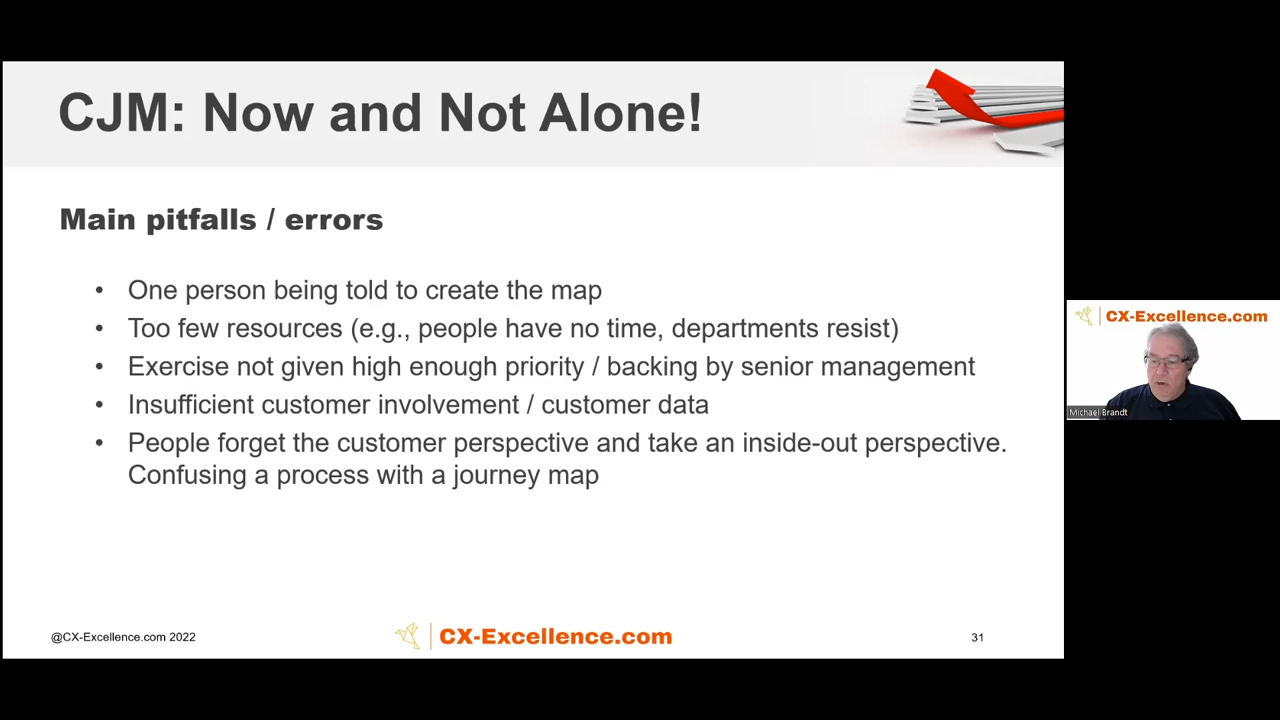 CJM: Now and Not Alone!
Main pitfalls / errors
• One person being told to create the map
• Too few resources (e.g., people have no time, departments resist)
• Exercise not given high enough priority / backing by senior management
• Insufficient customer involvement / customer data
• People forget the customer perspective and take an inside-out perspective.
Confusing a process with a journey map
@CX-Excellence.com 2022
CX-Excellence.com
31
CX-Excellence.com
Michael Brandt